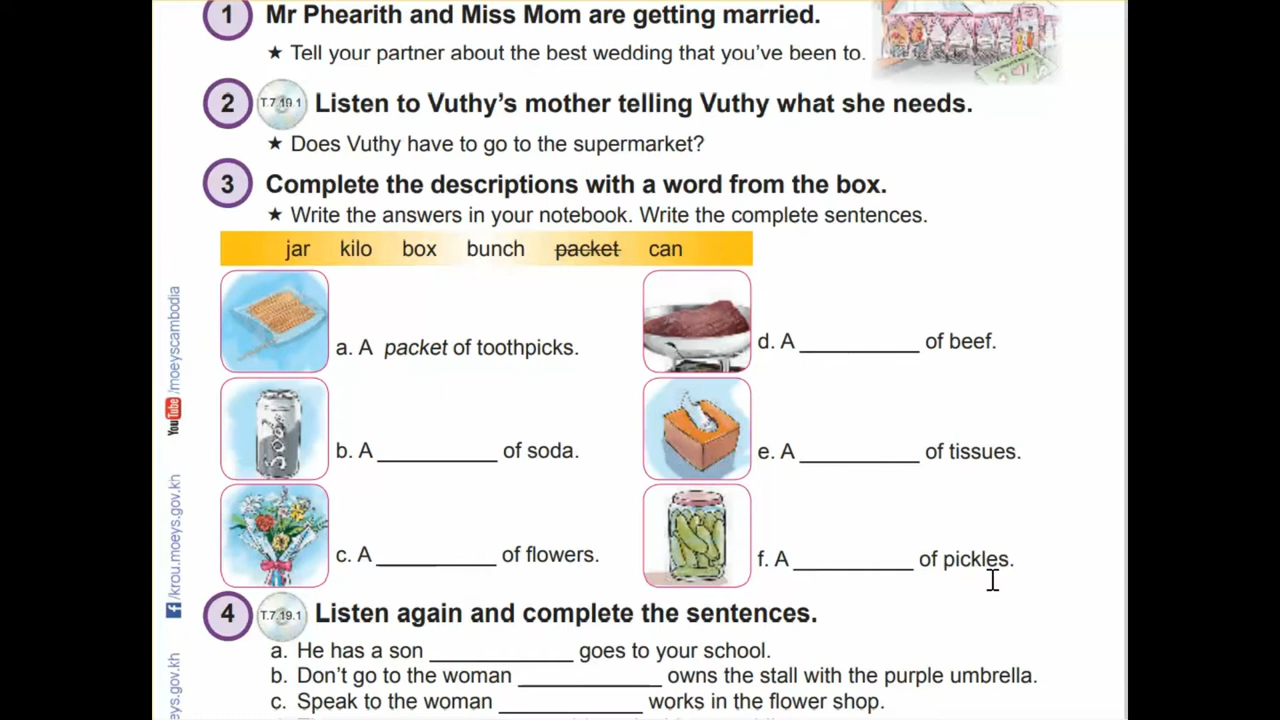 1 Mr Phearith and Miss Mom are getting married.
★ Tell your partner about the best wedding that you've been to.
2 T.7.19.1 Listen to Vuthy's mother telling Vuthy what she needs.
★ Does Vuthy have to go to the supermarket?
3 Complete the descriptions with a word from the box.
★ Write the answers in your notebook. Write the complete sentences.
jar kilo box bunch packet can
a. A packet of toothpicks.
d. A ___________ of beef.
Soda
b. A ___________ of soda.
e. A ___________ of tissues.
c. A ___________ of flowers.
f. A ___________ of pickles.
4 T.7.19.1 Listen again and complete the sentences.
a. He has a son _____________ goes to your school.
b. Don't go to the woman _____________ owns the stall with the purple umbrella.
c. Speak to the woman _____________ works in the flower shop.
YouTube /moeyscambodia
f /krou.moeys.gov.kh
eys.gov.kh